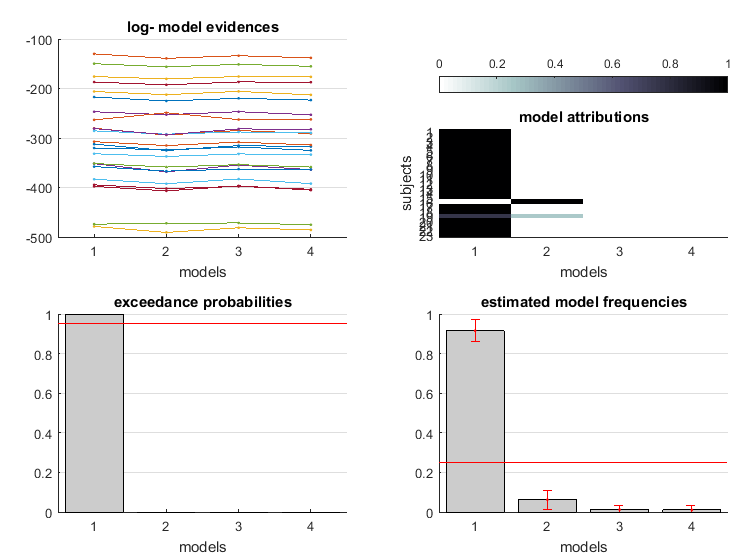 log- model evidences
-100
-200
-300
-400
-500
1 2 3 4
models
0 0.2 0.4 0.6 0.8 1
model attributions
subjects
1
23
1 2 3 4
models
exceedance probabilities
1
0.8
0.6
0.4
0.2
0
1 2 3 4
models
estimated model frequencies
1
0.8
0.6
0.4
0.2
0
1 2 3 4
models